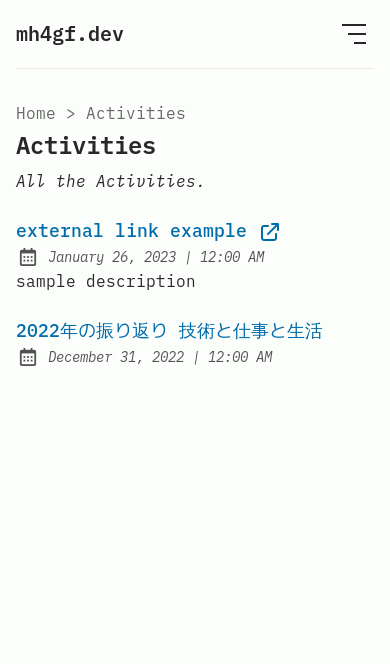 mh4gf.dev
Home > Activities
Activities
All the Activities.
external link example
January 26, 2023 | 12:00 AM
sample description
2022年の振り返り 技術と仕事と生活
December 31, 2022 | 12:00 AM